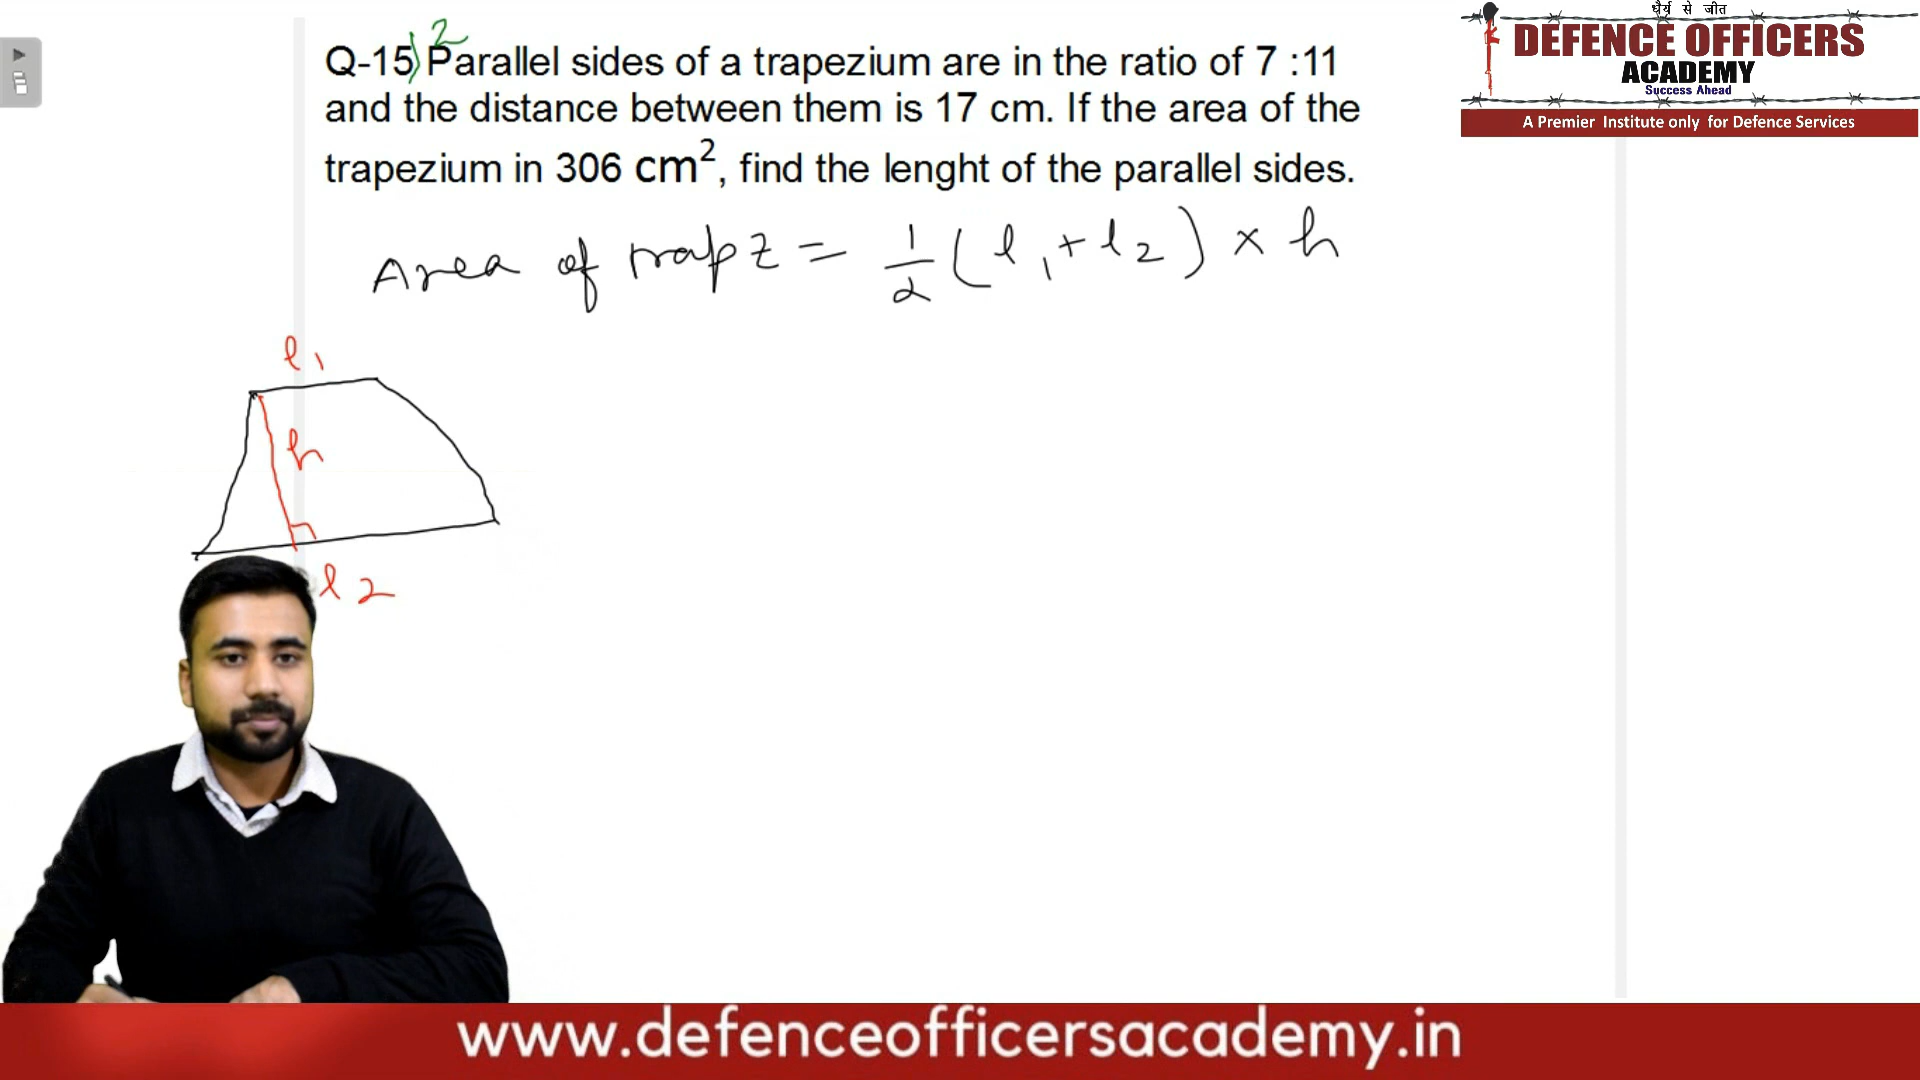 Q-15) 2 Parallel sides of a trapezium are in the ratio of 7 :11
and the distance between them is 17 cm. If the area of the
trapezium in 306 cm², find the lenght of the parallel sides.
Area of trapz = 1/2 (l1+l2) × h
l1
h
l2
धैर्य से जीत
DEFENCE OFFICERS
ACADEMY
Success Ahead
A Premier Institute only for Defence Services
www.defenceofficersacademy.in